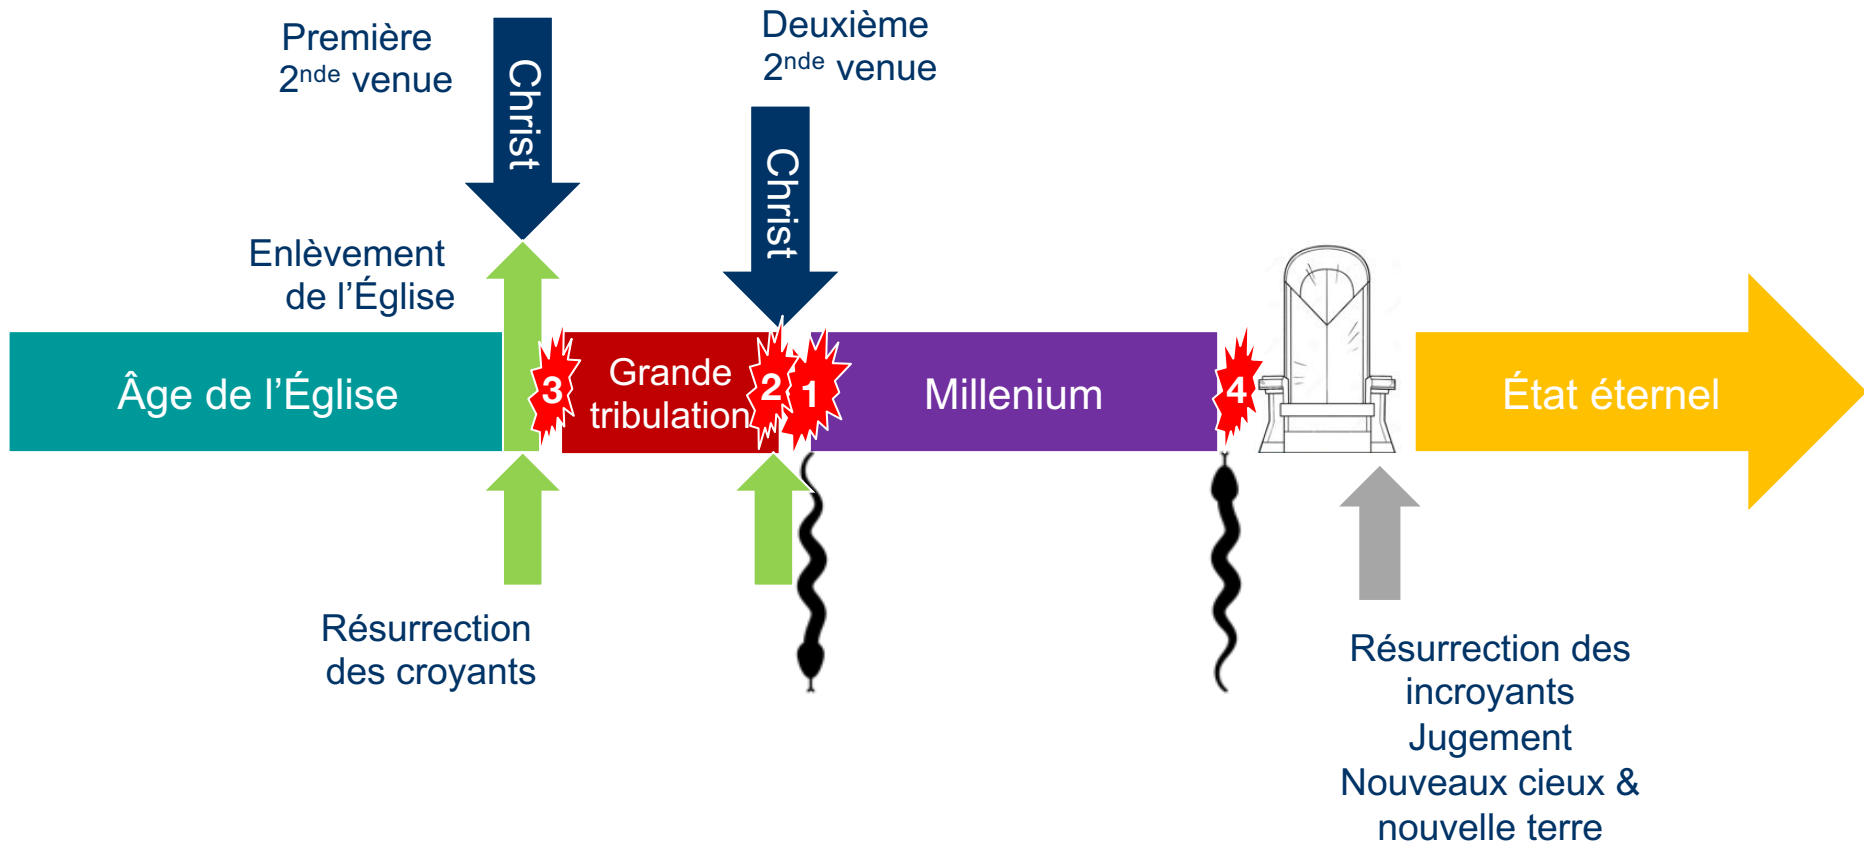 Première
2nde venue
Christ
Deuxième
2nde venue
Christ
Enlèvement
de l’Église
Âge de l’Église
3
Grande
tribulation
2
1
Millenium
4
État éternel
Résurrection
des croyants
Résurrection des
incroyants
Jugement
Nouveaux cieux &
nouvelle terre